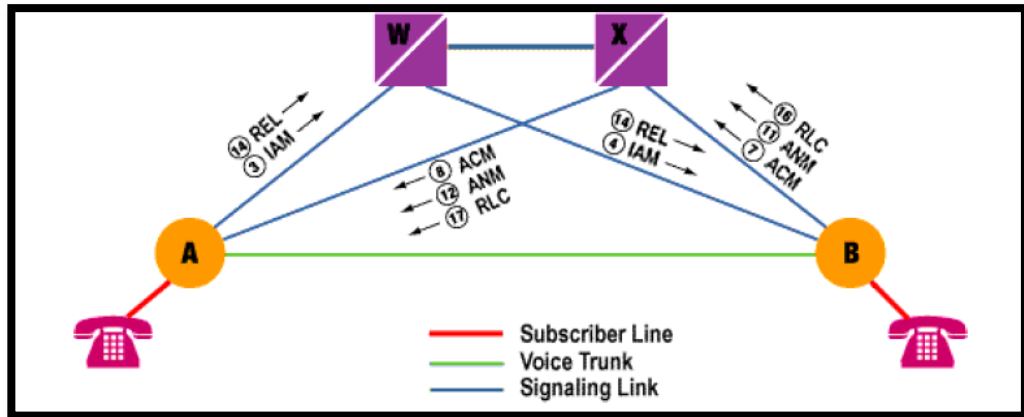 W
X
14 REL
3 IAM
14 REL
4 IAM
16 RLC
11 ANM
7 ACM
8 ACM
12 ANM
17 RLC
A
B
Subscriber Line
Voice Trunk
Signaling Link